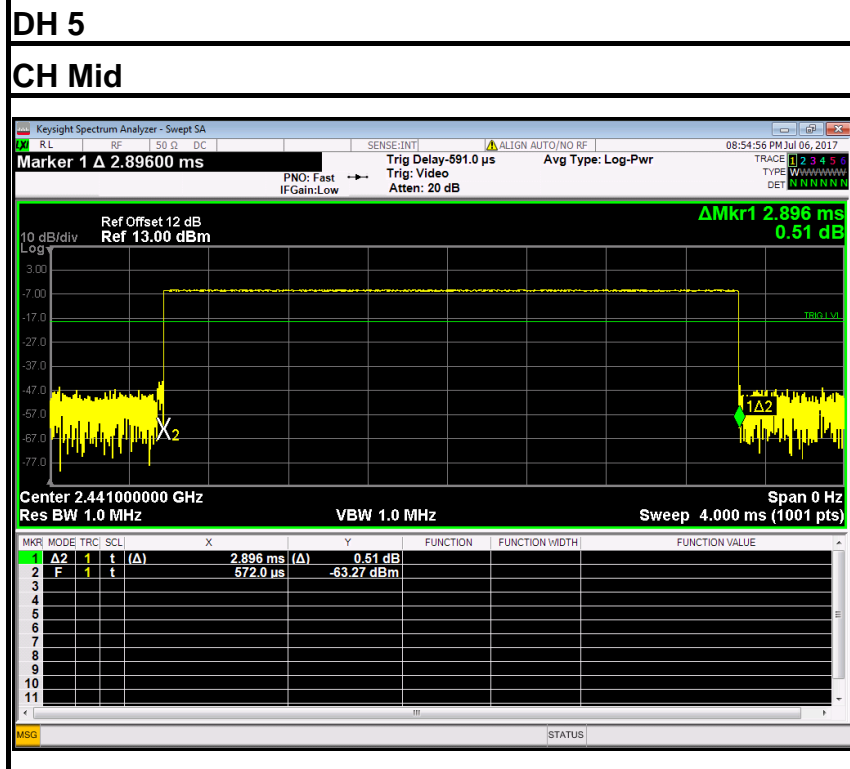 DH 5
CH Mid
Keysight Spectrum Analyzer - Swept SA
LXI RL RF 50 Ω DC SENSE:INT ALIGN AUTO/NO RF 08:54:56 PM Jul 06, 2017
Marker 1 Δ 2.89600 ms Trig Delay-591.0 µs Avg Type: Log-Pwr TRACE 1 2 3 4 5 6
PNO: Fast Trig: Video TYPE WWWWWW
IFGain:Low Atten: 20 dB DET N N N N N N
ΔMkr1 2.896 ms
Ref Offset 12 dB 0.51 dB
10 dB/div Ref 13.00 dBm
Log
3.00
-7.00
-17.0 TRIG LVL
-27.0
-37.0
-47.0
-57.0 1Δ2
-67.0 2
-77.0
Center 2.441000000 GHz Span 0 Hz
Res BW 1.0 MHz VBW 1.0 MHz Sweep 4.000 ms (1001 pts)
MKR MODE TRC SCL X Y FUNCTION FUNCTION WIDTH FUNCTION VALUE
1 Δ2 1 t (Δ) 2.896 ms (Δ) 0.51 dB
2 F 1 t 572.0 µs -63.27 dBm
3
4
5
6
7
8
9
10
11
MSG STATUS